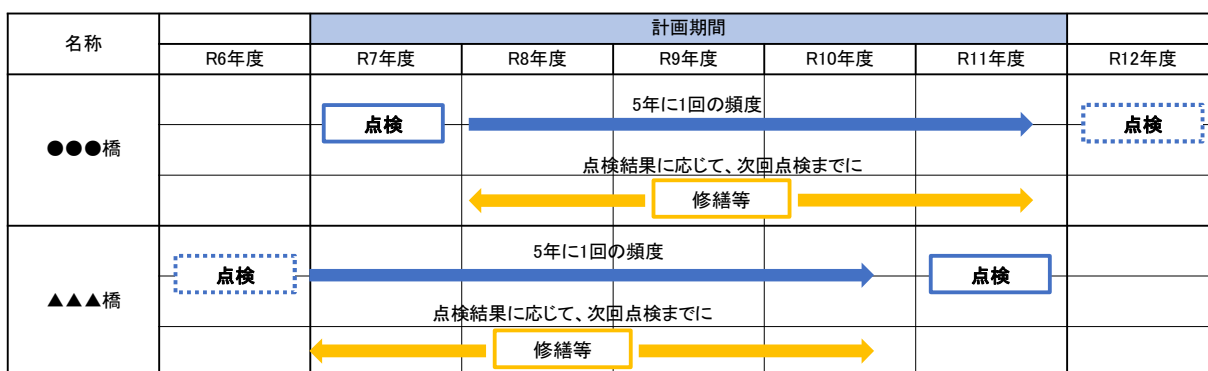 名称
計画期間
R6年度 R7年度 R8年度 R9年度 R10年度 R11年度 R12年度
●●●橋
5年に1回の頻度
点検
点検
点検結果に応じて、次回点検までに
修繕等
▲▲▲橋
5年に1回の頻度
点検
点検
点検結果に応じて、次回点検までに
修繕等